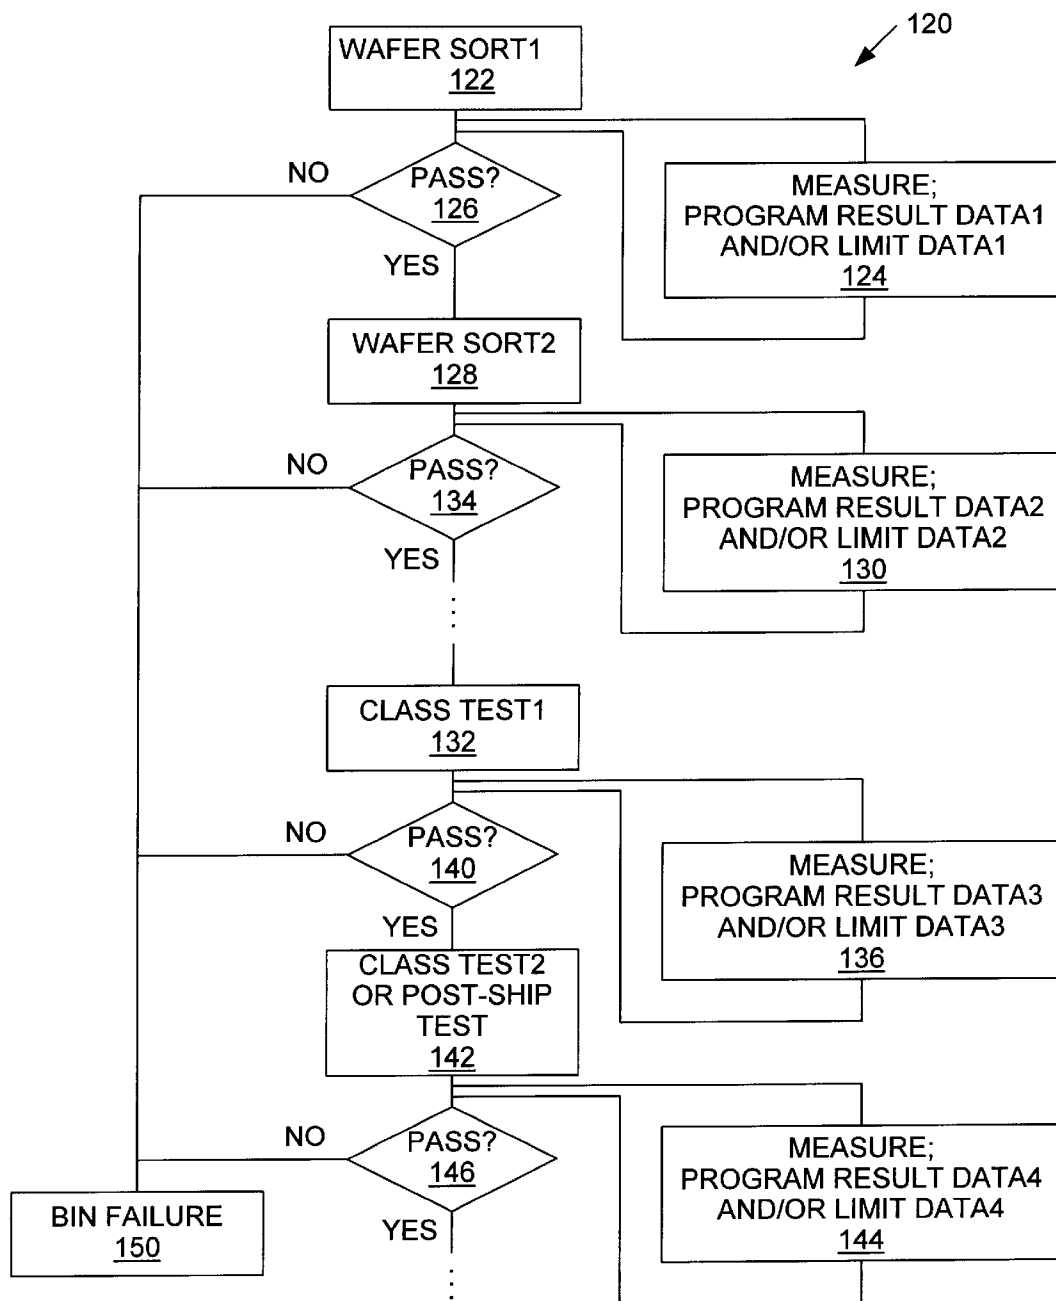 120
WAFER SORT1
122
NO
PASS?
126
YES
MEASURE;
PROGRAM RESULT DATA1
AND/OR LIMIT DATA1
124
WAFER SORT2
128
NO
PASS?
134
YES
MEASURE;
PROGRAM RESULT DATA2
AND/OR LIMIT DATA2
130
CLASS TEST1
132
NO
PASS?
140
YES
MEASURE;
PROGRAM RESULT DATA3
AND/OR LIMIT DATA3
136
CLASS TEST2
OR POST-SHIP
TEST
142
NO
PASS?
146
YES
MEASURE;
PROGRAM RESULT DATA4
AND/OR LIMIT DATA4
144
BIN FAILURE
150